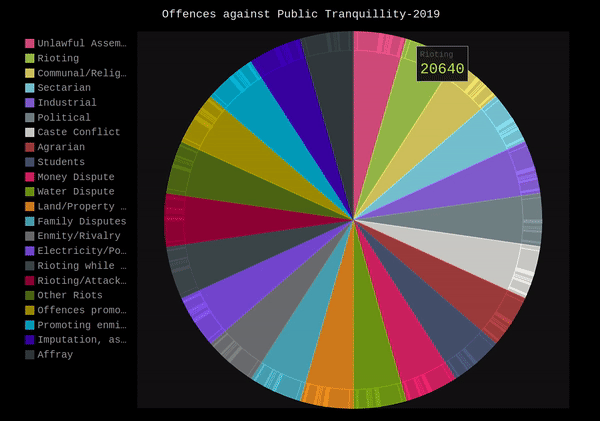 Offences against Public Tranquillity-2019
Unlawful Assem…
Rioting
Communal/Relig…
Sectarian
Industrial
Political
Caste Conflict
Agrarian
Students
Money Dispute
Water Dispute
Land/Property …
Family Disputes
Enmity/Rivalry
Electricity/Po…
Rioting while …
Rioting/Attack…
Other Riots
Offences promo…
Promoting enmi…
Imputation, as…
Affray
Rioting
20640